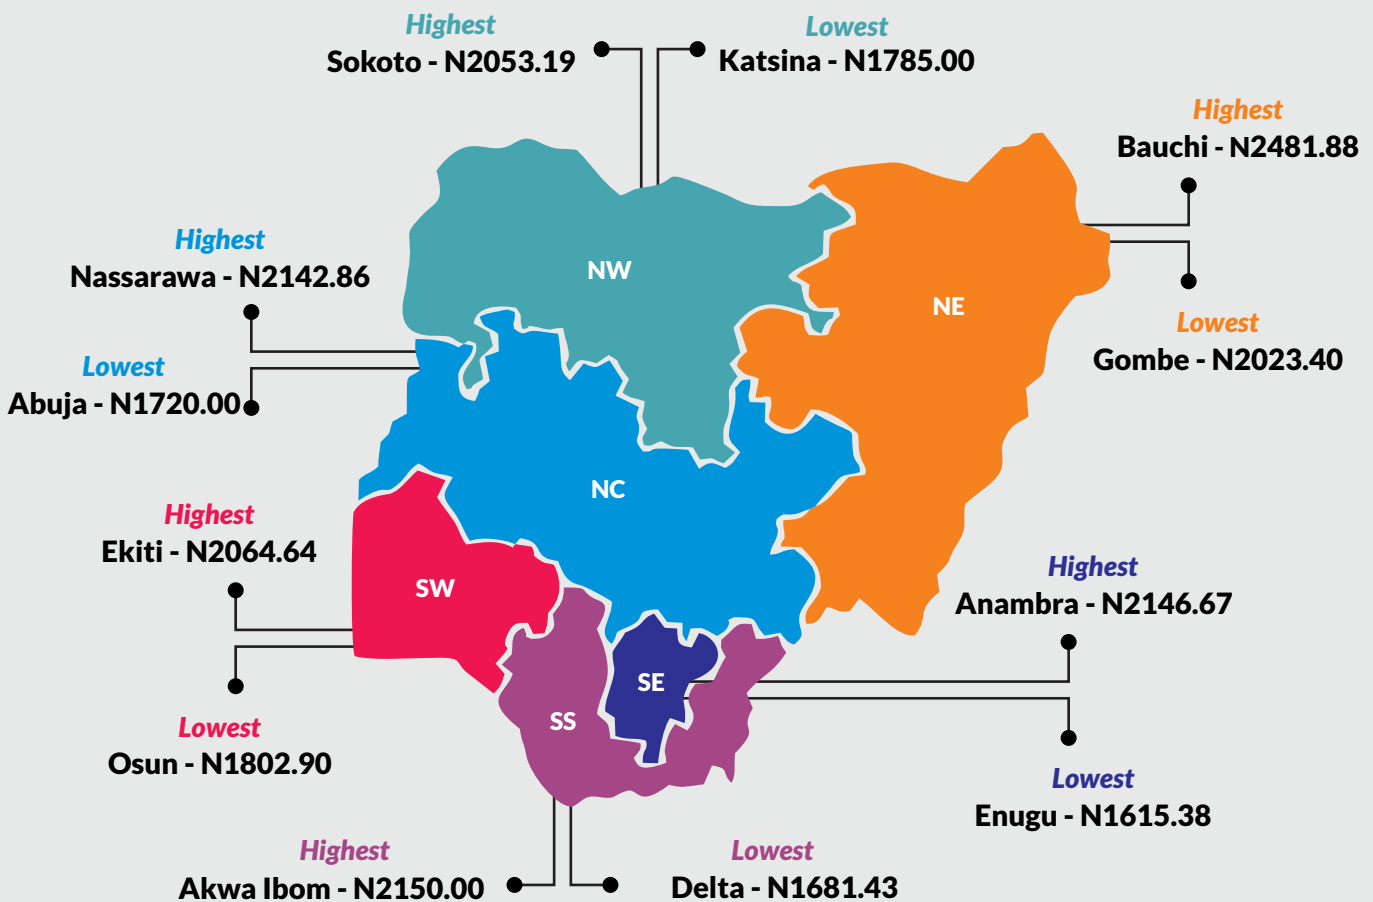 Highest
Sokoto - N2053.19
Lowest
Katsina - N1785.00
Highest
Bauchi - N2481.88
Lowest
Gombe - N2023.40
Highest
Nassarawa - N2142.86
Lowest
Abuja - N1720.00
NW
NE
NC
SW
SE
SS
Highest
Ekiti - N2064.64
Lowest
Osun - N1802.90
Highest
Anambra - N2146.67
Lowest
Enugu - N1615.38
Highest
Akwa Ibom - N2150.00
Lowest
Delta - N1681.43